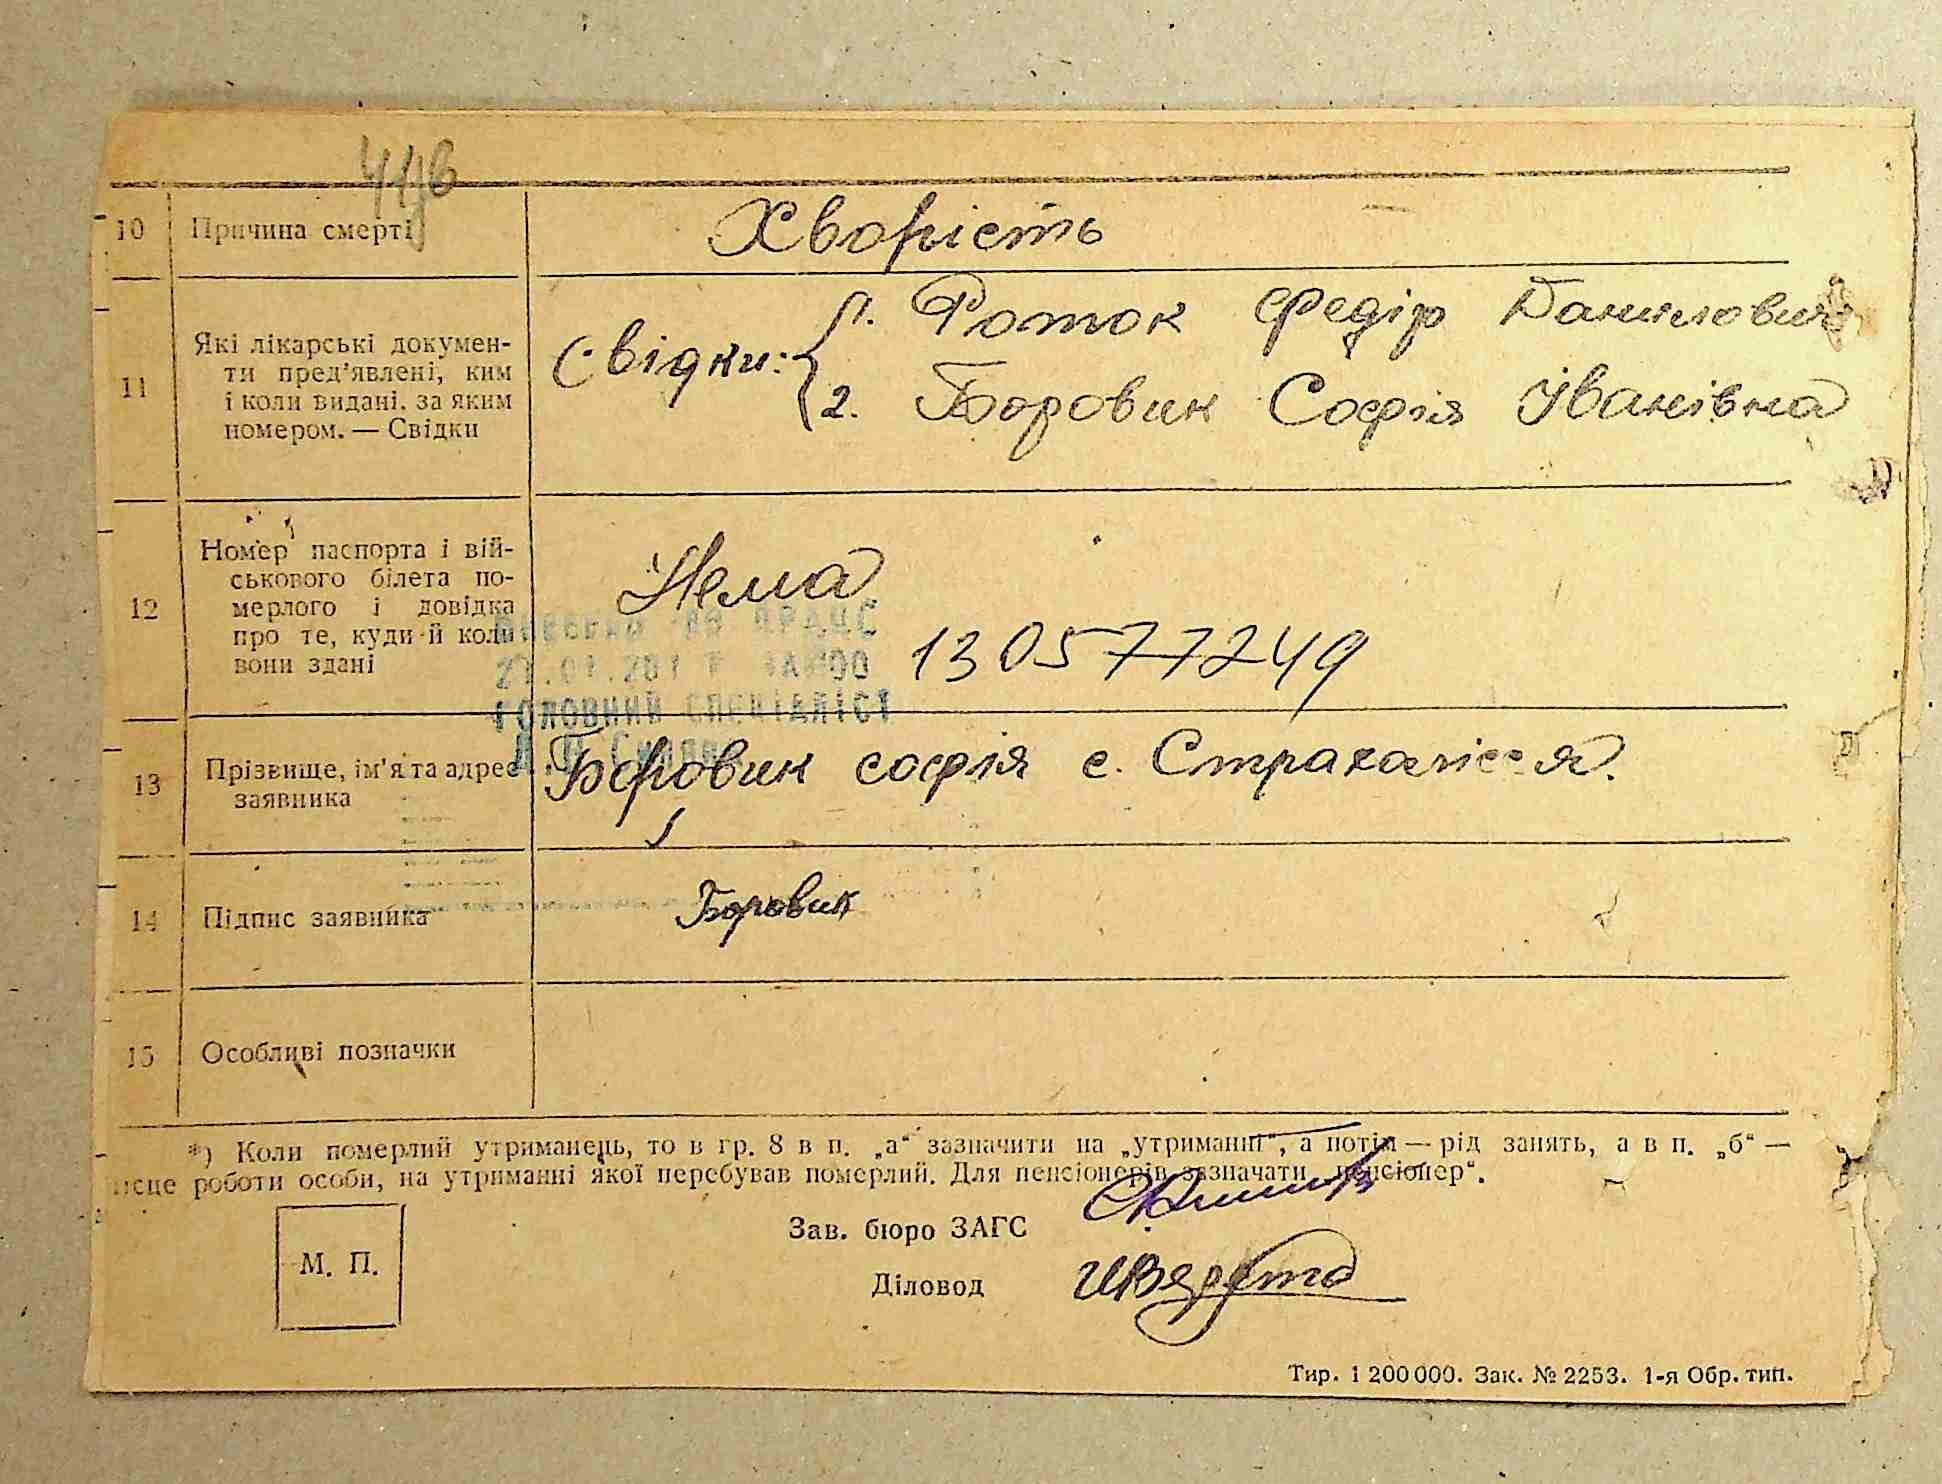 10 Причина смерті Хворість
11 Які лікарські докумен-
ти пред'явлені, ким
і коли видані, за яким
номером. — Свідки
Свідки: 1. Роток Федір Данилович
2. Боровик Софія Іванівна
12 Номер паспорта і вій-
ськового білета по-
мерлого і довідка
про те, куди й коли
вони здані
Нема
130577249
ГОЛОВНИЙ СПЕЦІАЛІСТ
13 Прізвище, ім'я та адрес
заявника
Боровик софія с. Страхолісся.
14 Підпис заявника Боровик
15 Особливі позначки
*) Коли померлий утриманець, то в гр. 8 в п. „а“ зазначити на „утриманні“, а потім — рід занять, а в п. „б“ —
місце роботи особи, на утриманні якої перебував померлий. Для пенсіонерів зазначати „пенсіонер“.
М. П.
Зав. бюро ЗАГС
Діловод
Тир. 1 200 000. Зак. № 2253. 1-я Обр. тип.